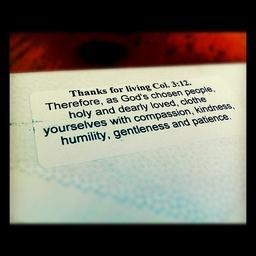 Thanks for living Col. 3:12.
Therefore, as God's chosen people,
holy and dearly loved, clothe
yourselves with compassion, kindness,
humility, gentleness and patience.